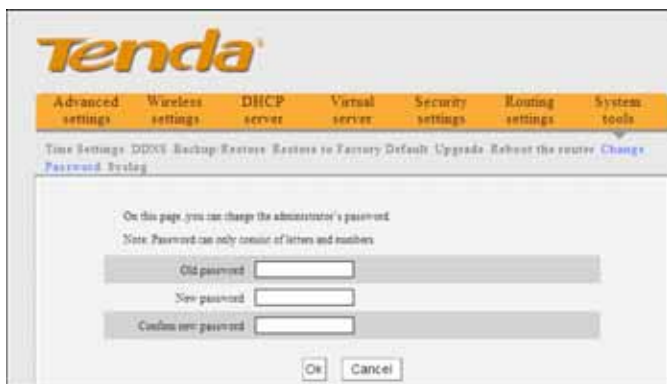 Tenda
Advanced settings Wireless settings DHCP server Virtual server Security settings Routing settings System tools
Time Settings DDNS Backup/Restore Restore to Factory Default Upgrade Reboot the router Change
Password Syslog
On this page, you can change the administrator's password.
Note: Password can only consist of letters and numbers.
Old password
New password
Confirm new password
Ok Cancel